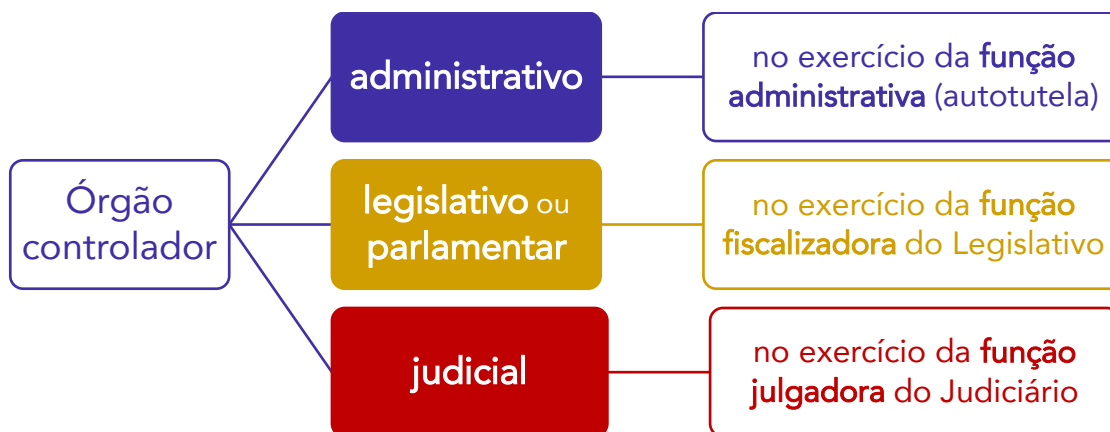 Órgão
controlador
administrativo
no exercício da função
administrativa (autotutela)
legislativo ou
parlamentar
no exercício da função
fiscalizadora do Legislativo
judicial
no exercício da função
julgadora do Judiciário